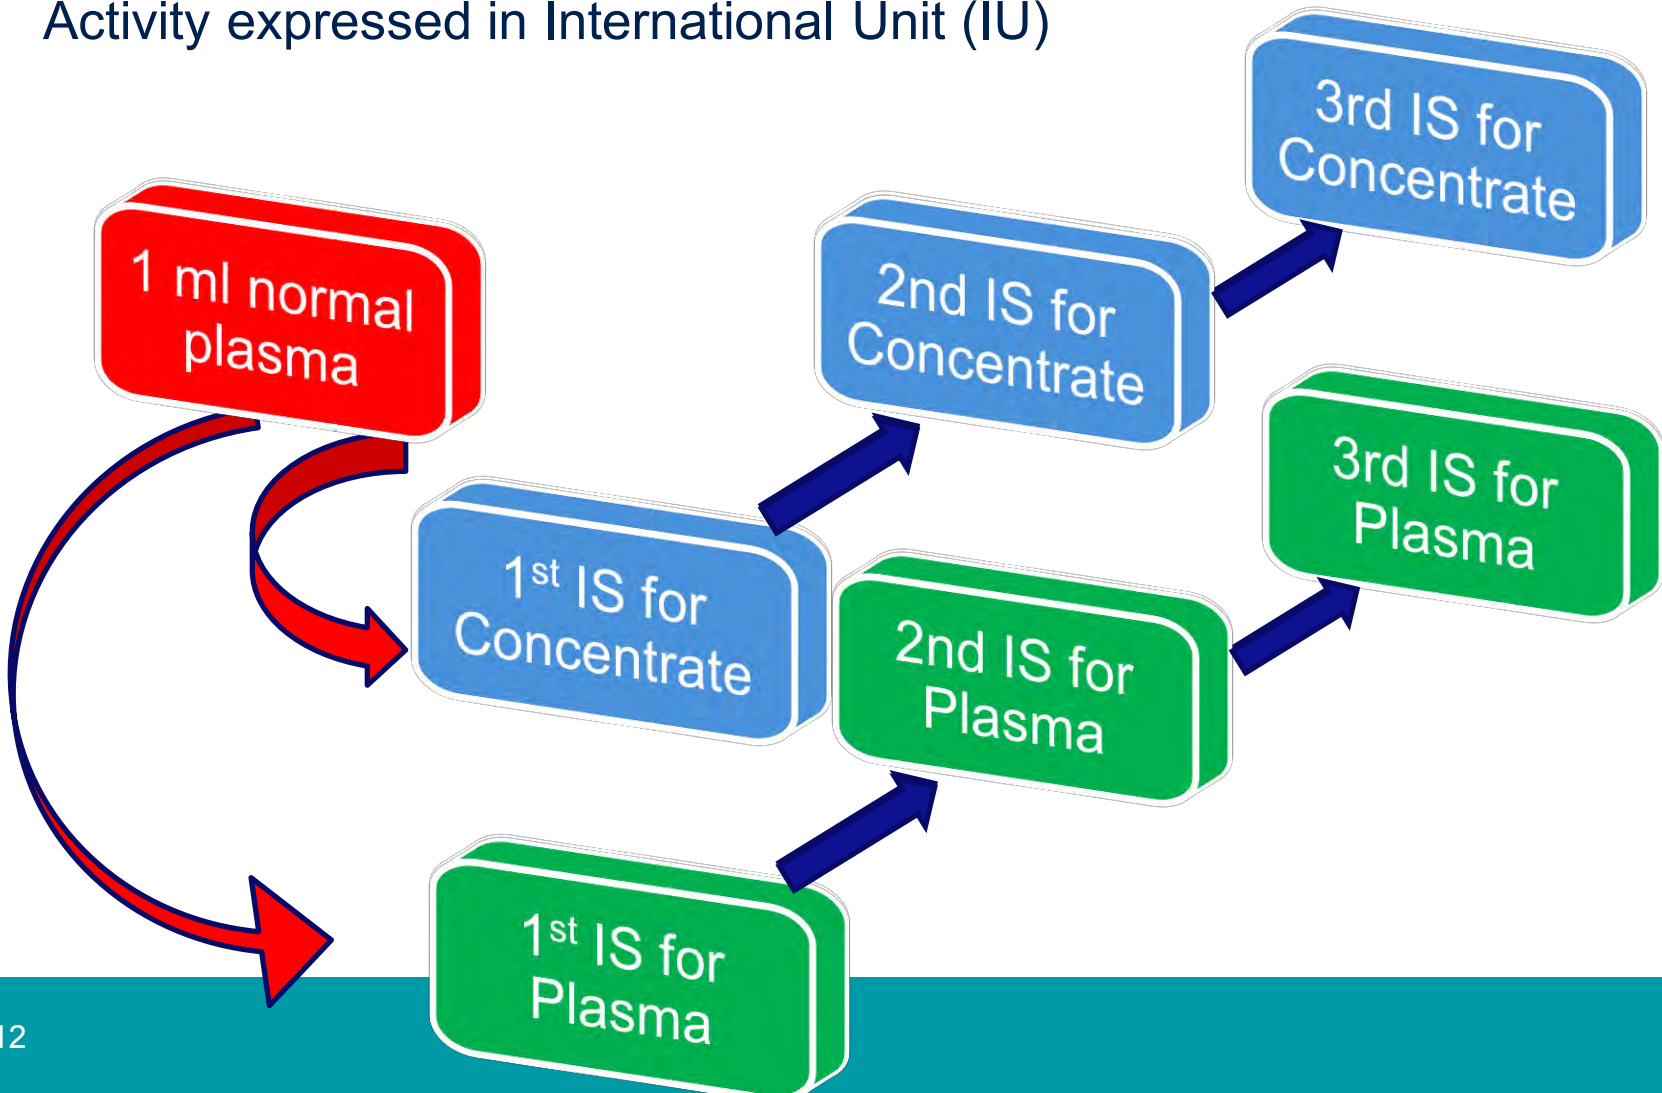 Activity expressed in International Unit (IU)
1 ml normal
plasma
1st IS for
Concentrate
2nd IS for
Concentrate
3rd IS for
Concentrate
1st IS for
Plasma
2nd IS for
Plasma
3rd IS for
Plasma
12